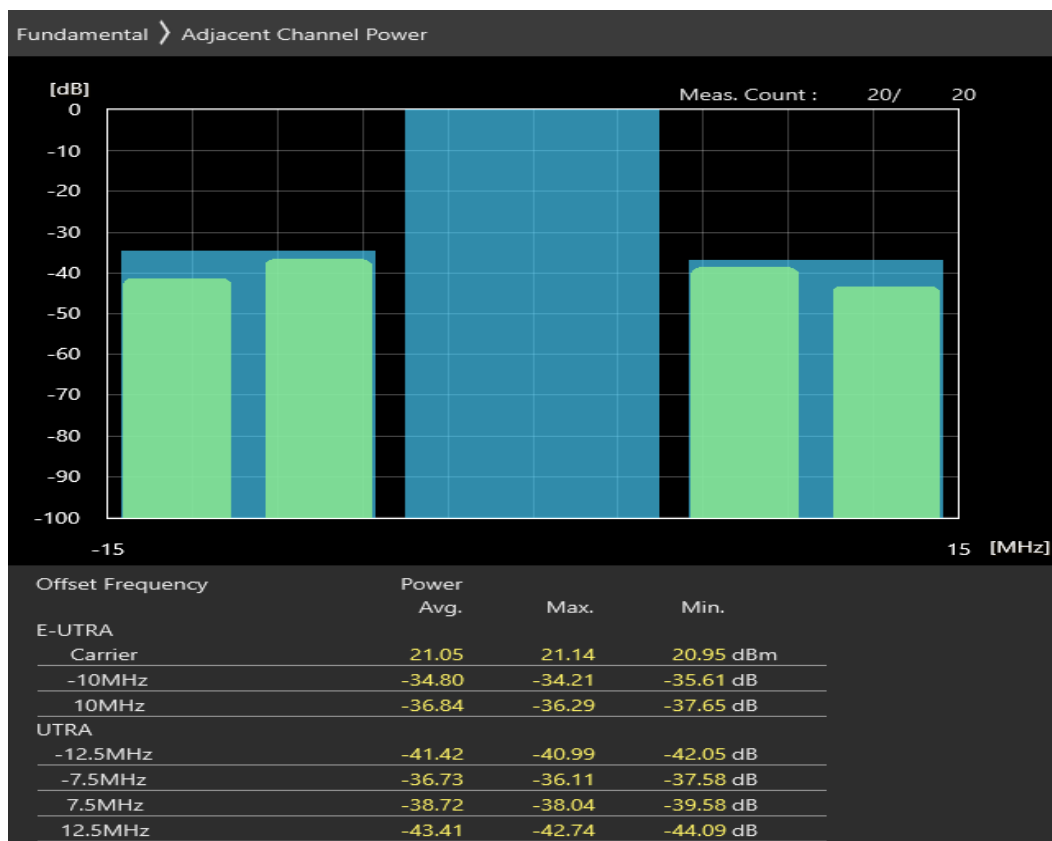 Fundamental 〉 Adjacent Channel Power
[dB]
Meas. Count : 20/ 20
0
-10
-20
-30
-40
-50
-60
-70
-80
-90
-100
-15 15 [MHz]
Offset Frequency Power
Avg. Max. Min.
E-UTRA
Carrier 21.05 21.14 20.95 dBm
-10MHz -34.80 -34.21 -35.61 dB
10MHz -36.84 -36.29 -37.65 dB
UTRA
-12.5MHz -41.42 -40.99 -42.05 dB
-7.5MHz -36.73 -36.11 -37.58 dB
7.5MHz -38.72 -38.04 -39.58 dB
12.5MHz -43.41 -42.74 -44.09 dB